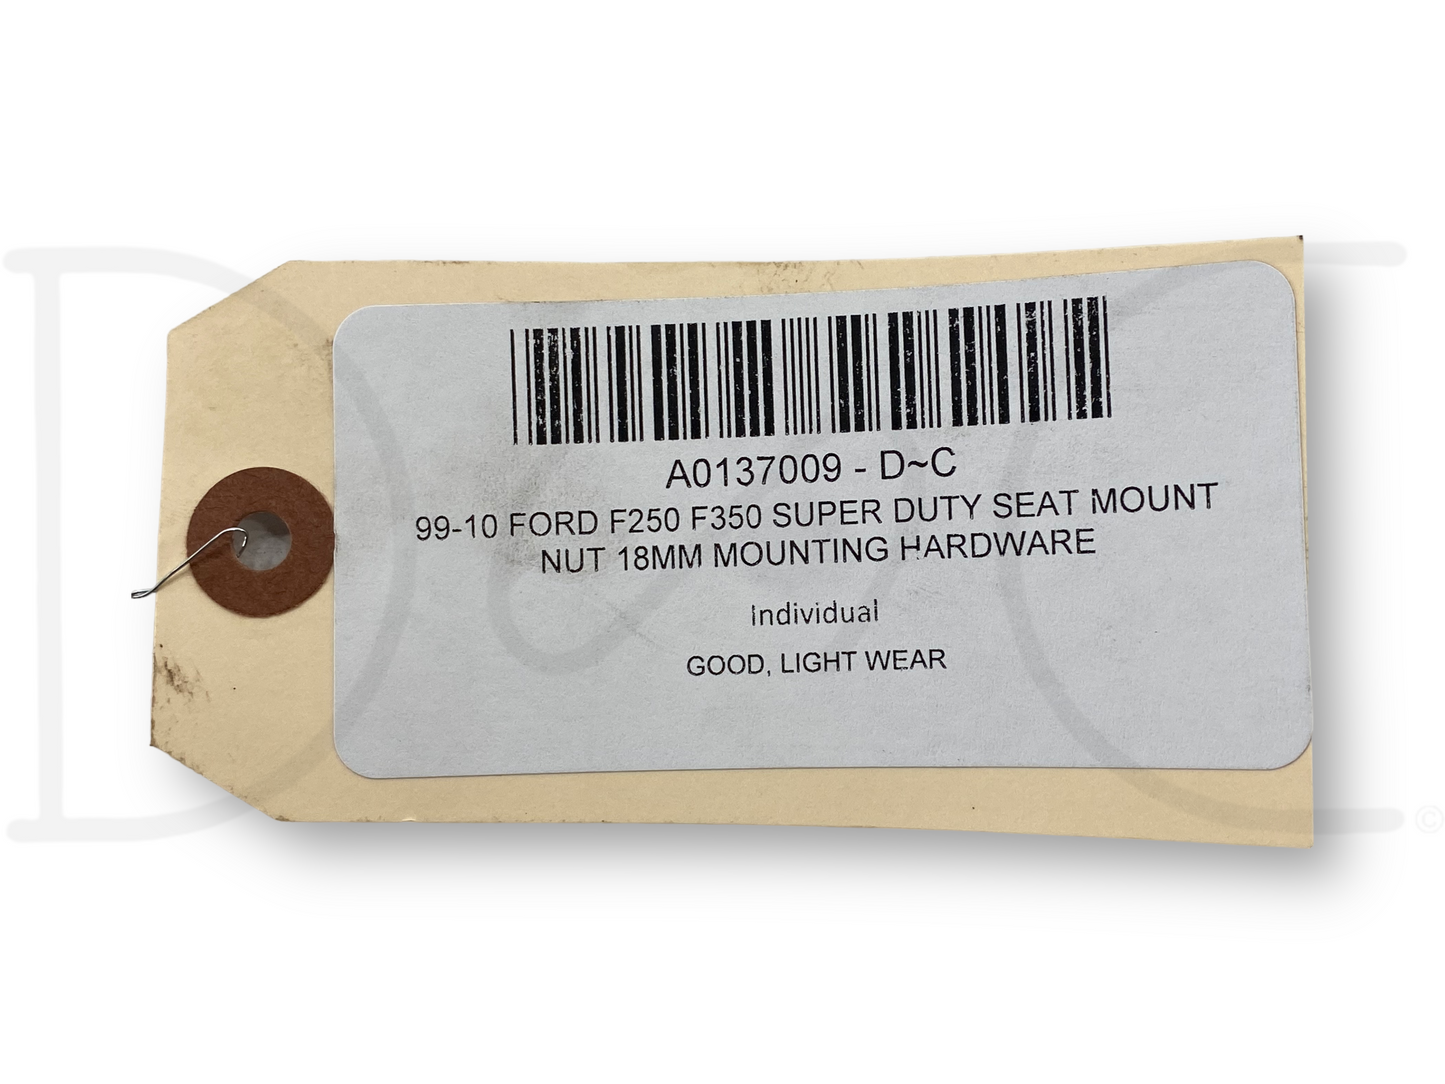 A0137009 - D~C
99-10 FORD F250 F350 SUPER DUTY SEAT MOUNT
NUT 18MM MOUNTING HARDWARE
Individual
GOOD, LIGHT WEAR
D&C
©